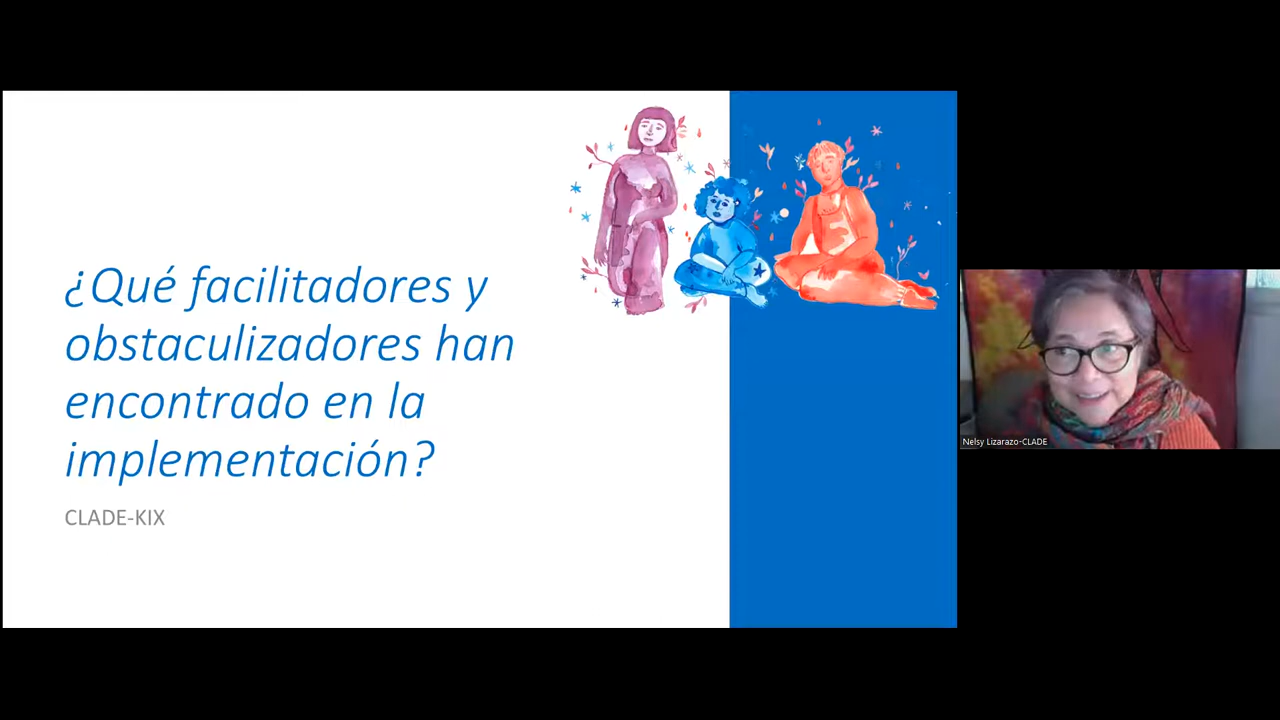 ¿Qué facilitadores y
obstaculizadores han
encontrado en la
implementación?
CLADE-KIX
Nelsy Lizarazo-CLADE